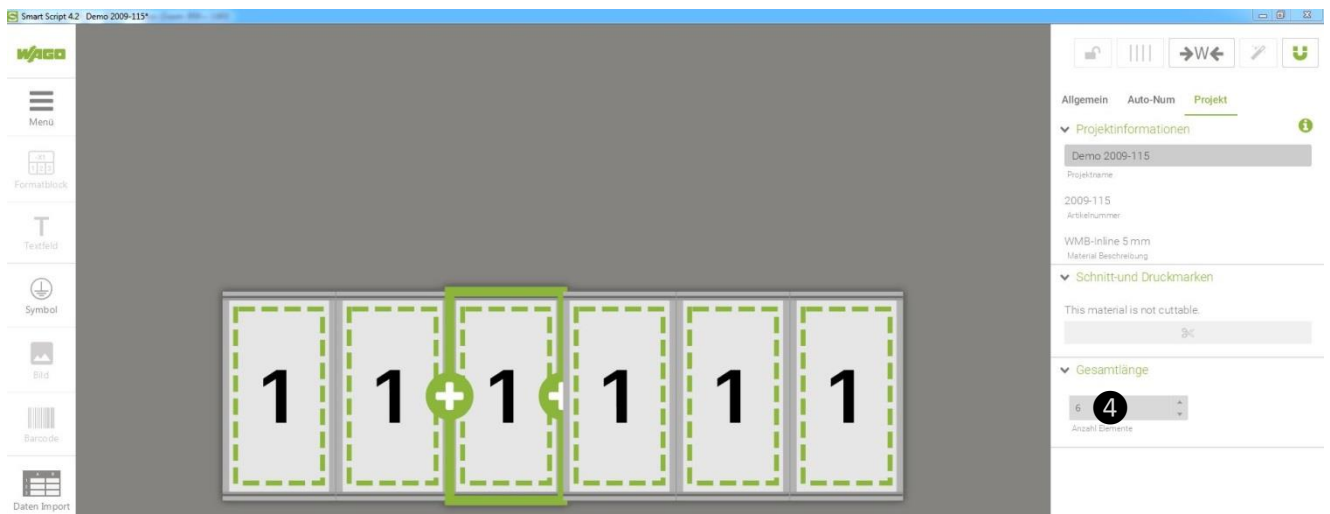 Smart Script 4.2 Demo 2009-115*
WAGO
Menü
Formatblock
T
Textfeld
Symbol
Bild
Barcode
Daten Import
1 1 1 1 1 1
→W←
Allgemein Auto-Num Projekt
Projektinformationen
Demo 2009-115
Projektname
2009-115
Artikelnummer
WMB-Inline 5 mm
Material Beschreibung
Schnitt-und Druckmarken
This material is not cuttable.
Gesamtlänge
6 4
Anzahl Elemente